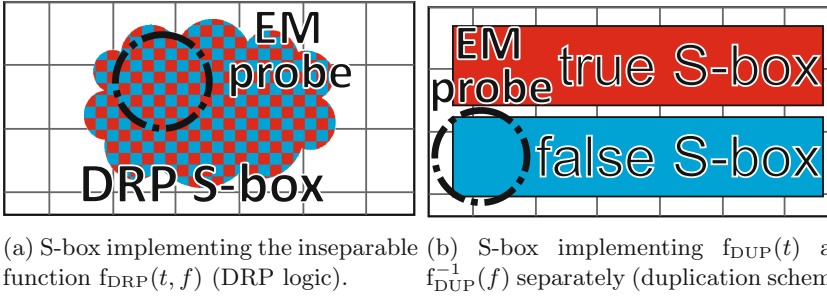 EM
probe
DRP S-box
EM
probe
true S-box
false S-box
(a) S-box implementing the inseparable
function f_DRP(t, f) (DRP logic).
(b) S-box implementing f_DUP(t) a
f_DUP^{-1}(f) separately (duplication schem